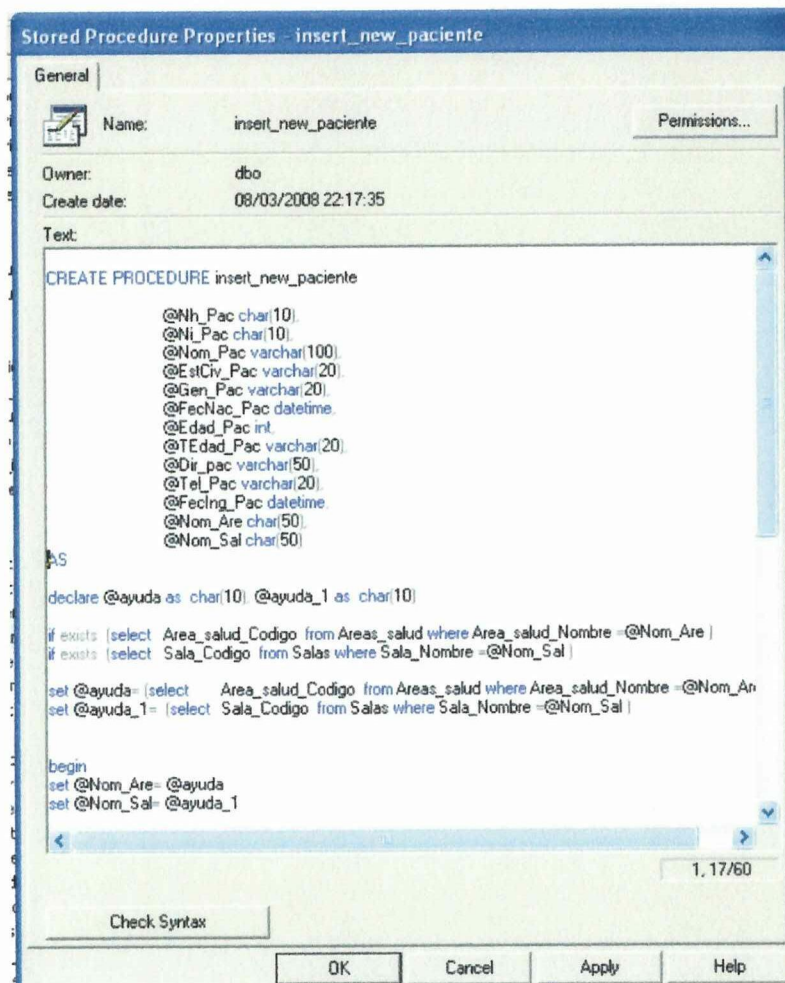 Stored Procedure Properties - insert_new_paciente
General
Name: insert_new_paciente Permissions...
Owner: dbo
Create date: 08/03/2008 22:17:35
Text:
CREATE PROCEDURE insert_new_paciente
@Nh_Pac char(10),
@Ni_Pac char(10),
@Nom_Pac varchar(100),
@EstCiv_Pac varchar(20),
@Gen_Pac varchar(20),
@FecNac_Pac datetime,
@Edad_Pac int,
@TEdad_Pac varchar(20),
@Dir_pac varchar(50),
@Tel_Pac varchar(20),
@FecIng_Pac datetime,
@Nom_Are char(50),
@Nom_Sal char(50)
AS
declare @ayuda as char(10), @ayuda_1 as char(10)
if exists (select Area_salud_Codigo from Areas_salud where Area_salud_Nombre =@Nom_Are )
if exists (select Sala_Codigo from Salas where Sala_Nombre =@Nom_Sal )
set @ayuda= (select Area_salud_Codigo from Areas_salud where Area_salud_Nombre =@Nom_Are
set @ayuda_1= (select Sala_Codigo from Salas where Sala_Nombre =@Nom_Sal )
begin
set @Nom_Are= @ayuda
set @Nom_Sal= @ayuda_1
1, 17/60
Check Syntax
OK Cancel Apply Help